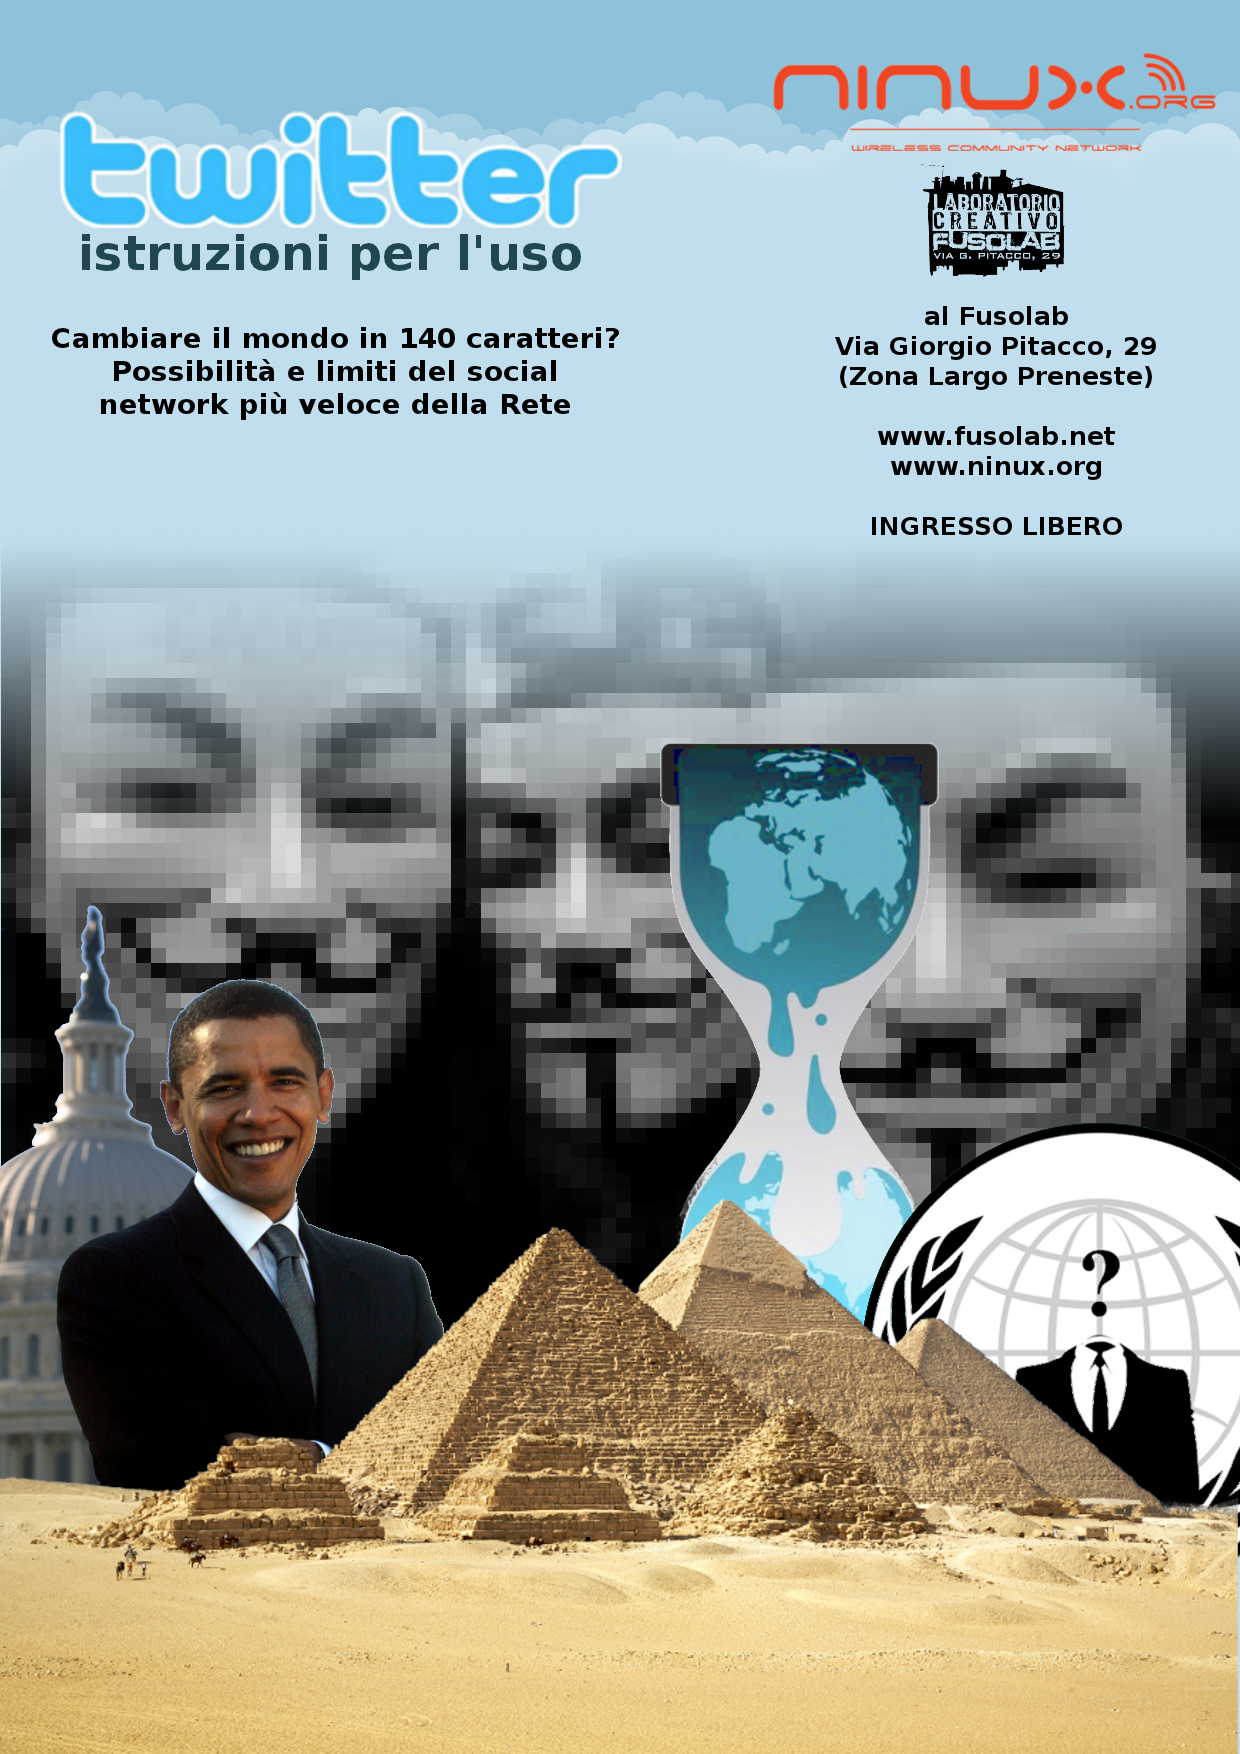 twitter
istruzioni per l'uso
Cambiare il mondo in 140 caratteri?
Possibilità e limiti del social
network più veloce della Rete
ninux.ORG
WIRELESS COMMUNITY NETWORK
LABORATORIO
CREATIVO
FUSOLAB
VIA G. PITACCO, 29
al Fusolab
Via Giorgio Pitacco, 29
(Zona Largo Preneste)
www.fusolab.net
www.ninux.org
INGRESSO LIBERO
?